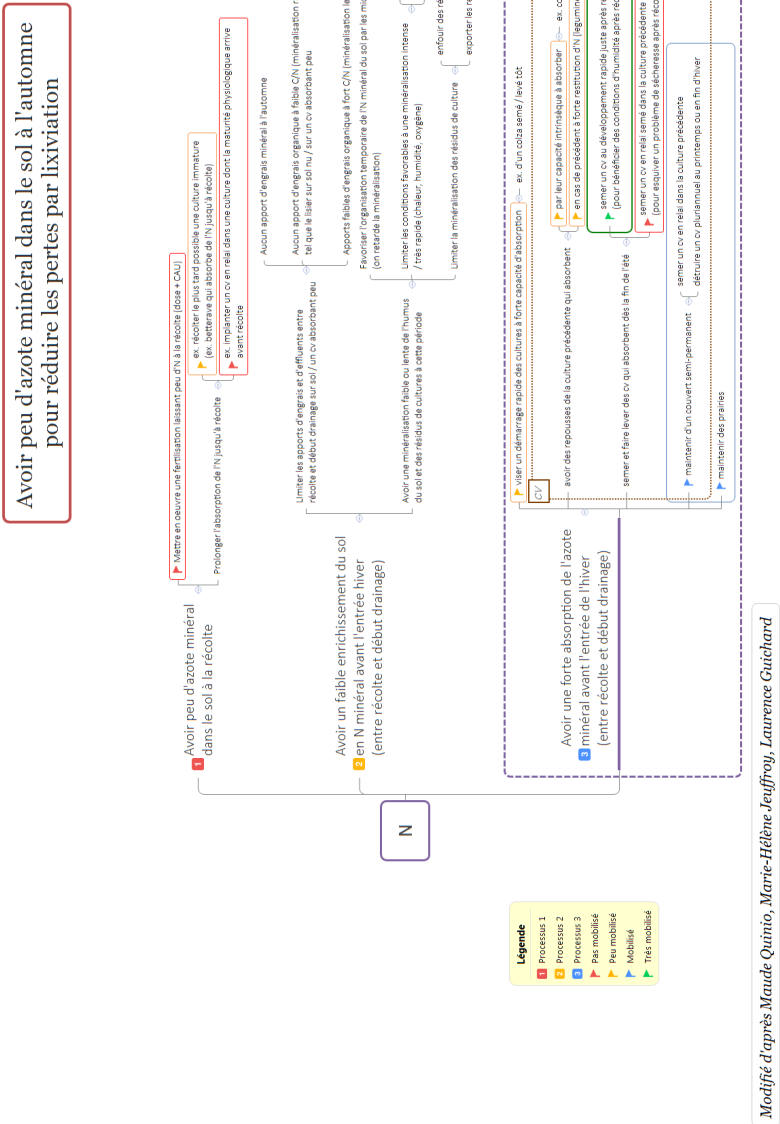 Avoir peu d'azote minéral dans le sol à l'automne
pour réduire les pertes par lixiviation
N
1 Avoir peu d'azote minéral
dans le sol à la récolte
Mettre en oeuvre une fertilisation laissant peu d'N à la récolte (dose + CAU)
Prolonger l'absorption de l'N jusqu'à récolte
ex. récolter le plus tard possible une culture immature
(ex. betterave qui absorbe de l'N jusqu'à récolte)
ex. implanter un cv en relai dans une culture dont la maturité physiologique arrive
avant récolte
2 Avoir un faible enrichissement du sol
en N minéral avant l'entrée hiver
(entre récolte et début drainage)
Limiter les apports d'engrais et d'effluents entre
récolte et début drainage sur sol / un cv absorbant peu
Aucun apport d'engrais minéral à l'automne
Aucun apport d'engrais organique à faible C/N (minéralisation
tel que le lisier sur sol nu / sur un cv absorbant peu
Apports faibles d'engrais organique à fort C/N (minéralisation
Avoir une minéralisation faible ou lente de l'humus
du sol et des résidus de cultures à cette période
Favoriser l'organisation temporaire de l'N minéral du sol par les
(on retarde la minéralisation)
Limiter les conditions favorables a une minéralisation intense
/ très rapide (chaleur, humidité, oxygène)
Limiter la minéralisation des résidus de culture
enfouir des
exporter les
3 Avoir une forte absorption de l'azote
minéral avant l'entrée de l'hiver
(entre récolte et début drainage)
viser un démarrage rapide des cultures à forte capacité d'absorption
ex. d'un colza semé / levé tôt
CV
avoir des repousses de la culture précédente qui absorbent
par leur capacité intrinsèque à absorber
ex.
en cas de précédent à forte restitution d'N
semer et faire lever des cv qui absorbent dès la fin de l'été
semer un cv au développement rapide juste après
(pour bénéficier des conditions d'humidité après
semer un cv en relai semé dans la culture précédente
(pour esquiver un problème de sécheresse après
maintenir d'un couvert semi-permanent
semer un cv en relai dans la culture précédente
détruire un cv pluriannuel au printemps ou en fin d'hiver
maintenir des prairies
Légende
1 Processus 1
2 Processus 2
3 Processus 3
Pas mobilisé
Peu mobilisé
Mobilisé
Très mobilisé
Modifié d'après Maude Quinio, Marie-Hélène Jeuffroy, Laurence Guichard